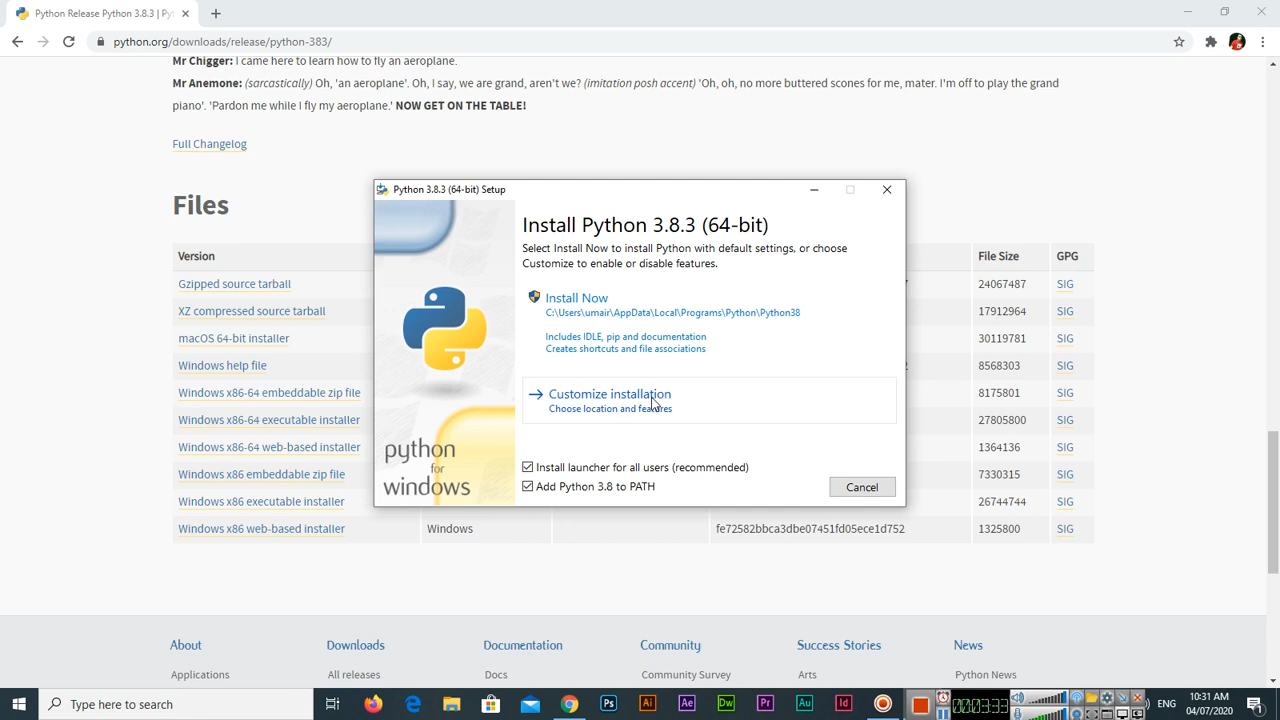 Python Release Python 3.8.3 | Py
python.org/downloads/release/python-383/
Mr Chigger: I came here to learn how to fly an aeroplane.
Mr Anemone: (sarcastically) Oh, 'an aeroplane'. Oh, I say, we are grand, aren't we? (imitation posh accent) 'Oh, oh, no more buttered scones for me, mater. I'm off to play the grand
piano'. 'Pardon me while I fly my aeroplane.' NOW GET ON THE TABLE!
Full Changelog
Files
Version
File Size
GPG
Gzipped source tarball
24067487
SIG
XZ compressed source tarball
17912964
SIG
macOS 64-bit installer
30119781
SIG
Windows help file
8568303
SIG
Windows x86-64 embeddable zip file
8175801
SIG
Windows x86-64 executable installer
27805800
SIG
Windows x86-64 web-based installer
1364136
SIG
Windows x86 embeddable zip file
7330315
SIG
Windows x86 executable installer
26744744
SIG
Windows x86 web-based installer
Windows
fe72582bbca3dbe07451fd05ece1d752
1325800
SIG
Python 3.8.3 (64-bit) Setup
Install Python 3.8.3 (64-bit)
Select Install Now to install Python with default settings, or choose
Customize to enable or disable features.
Install Now
C:\Users\umair\AppData\Local\Programs\Python\Python38
Includes IDLE, pip and documentation
Creates shortcuts and file associations
Customize installation
Choose location and features
Install launcher for all users (recommended)
Add Python 3.8 to PATH
Cancel
python
for
windows
About
Downloads
Documentation
Community
Success Stories
News
Applications
All releases
Docs
Community Survey
Arts
Python News
Type here to search
Ps
Ai
Ae
Dw
Pr
Au
Id
ENG
10:31 AM
04/07/2020